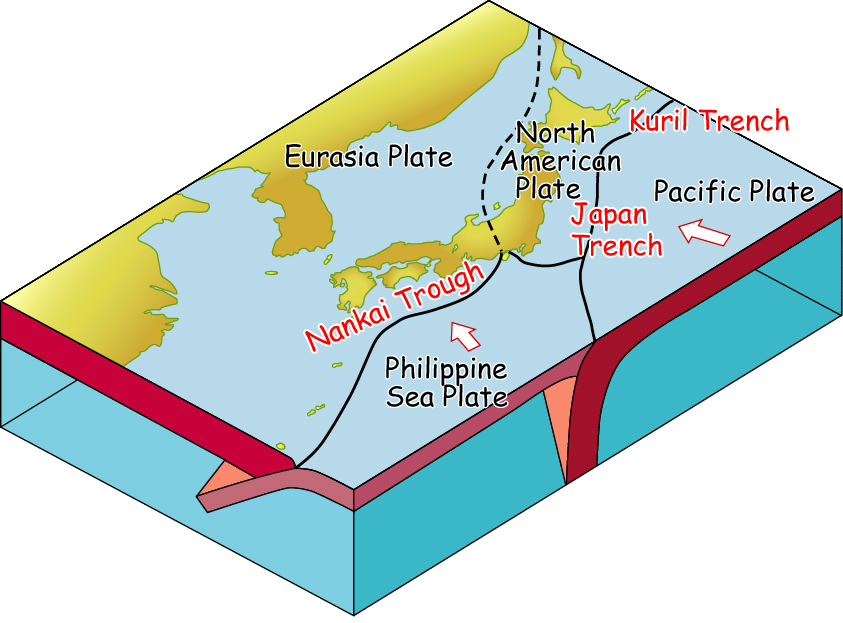 Kuril Trench
North
American
Plate
Eurasia Plate
Pacific Plate
Japan
Trench
Nankai Trough
Philippine
Sea Plate